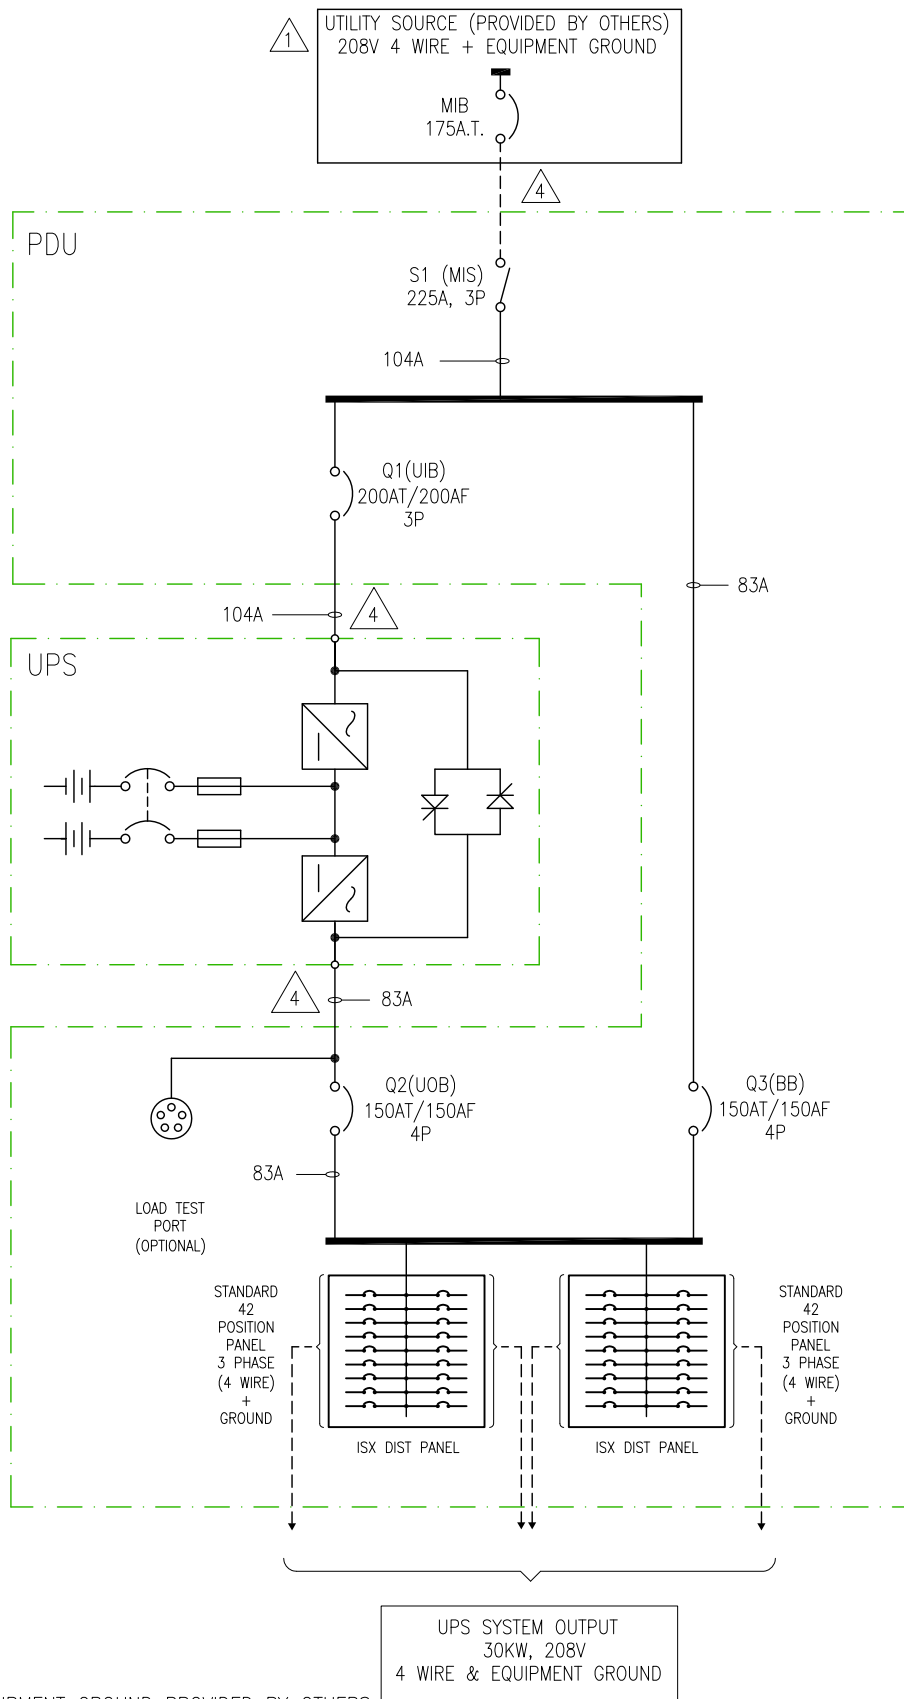 UTILITY SOURCE (PROVIDED BY OTHERS)
208V 4 WIRE + EQUIPMENT GROUND
1
MIB
175A.T.
4
PDU
S1 (MIS)
225A, 3P
104A
Q1(UIB)
200AT/200AF
3P
83A
104A
4
UPS
4
83A
Q2(UOB)
150AT/150AF
4P
Q3(BB)
150AT/150AF
4P
83A
LOAD TEST
PORT
(OPTIONAL)
STANDARD
42
POSITION
PANEL
3 PHASE
(4 WIRE)
+
GROUND
ISX DIST PANEL
ISX DIST PANEL
STANDARD
42
POSITION
PANEL
3 PHASE
(4 WIRE)
+
GROUND
UPS SYSTEM OUTPUT
30KW, 208V
4 WIRE & EQUIPMENT GROUND